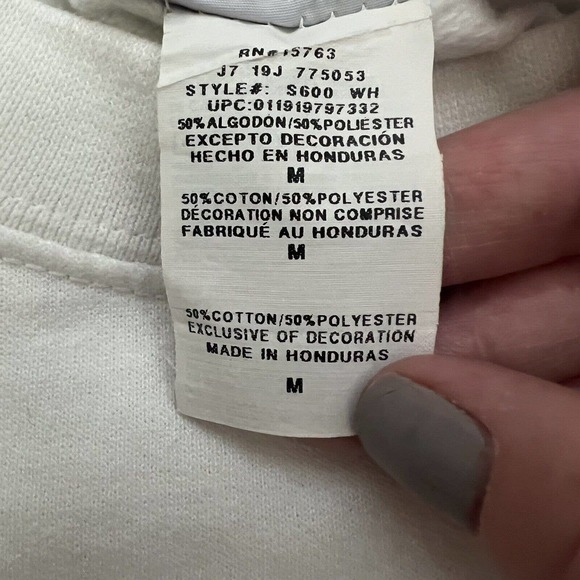 RN# 15763
J7 19J 775053
STYLE#: S600 WH
UPC:011919797332
50%ALGODON/50%POLIESTER
EXCEPTO DECORACIÓN
HECHO EN HONDURAS
M
50%COTON/50%POLYESTER
DÉCORATION NON COMPRISE
FABRIQUÉ AU HONDURAS
M
50%COTTON/50%POLYESTER
EXCLUSIVE OF DECORATION
MADE IN HONDURAS
M